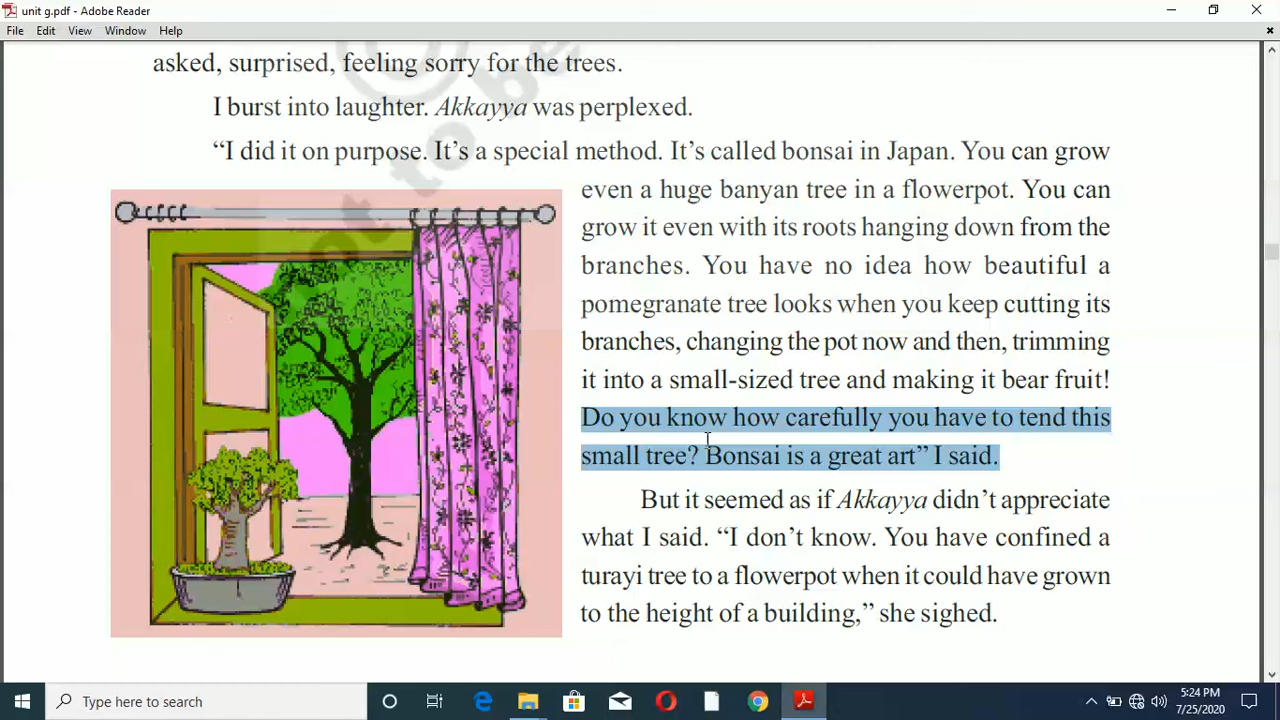 unit g.pdf - Adobe Reader
File Edit View Window Help
asked, surprised, feeling sorry for the trees.
I burst into laughter. Akkayya was perplexed.
“I did it on purpose. It’s a special method. It’s called bonsai in Japan. You can grow
even a huge banyan tree in a flowerpot. You can
grow it even with its roots hanging down from the
branches. You have no idea how beautiful a
pomegranate tree looks when you keep cutting its
branches, changing the pot now and then, trimming
it into a small-sized tree and making it bear fruit!
Do you know how carefully you have to tend this
small tree? Bonsai is a great art” I said.
But it seemed as if Akkayya didn’t appreciate
what I said. “I don’t know. You have confined a
turayi tree to a flowerpot when it could have grown
to the height of a building,” she sighed.
not to be
Type here to search
5:24 PM
7/25/2020